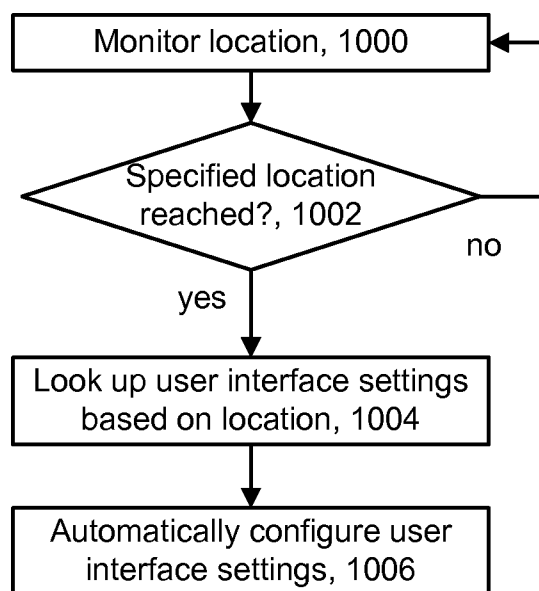 Monitor location, 1000
Specified location
reached?, 1002
no
yes
Look up user interface settings
based on location, 1004
Automatically configure user
interface settings, 1006